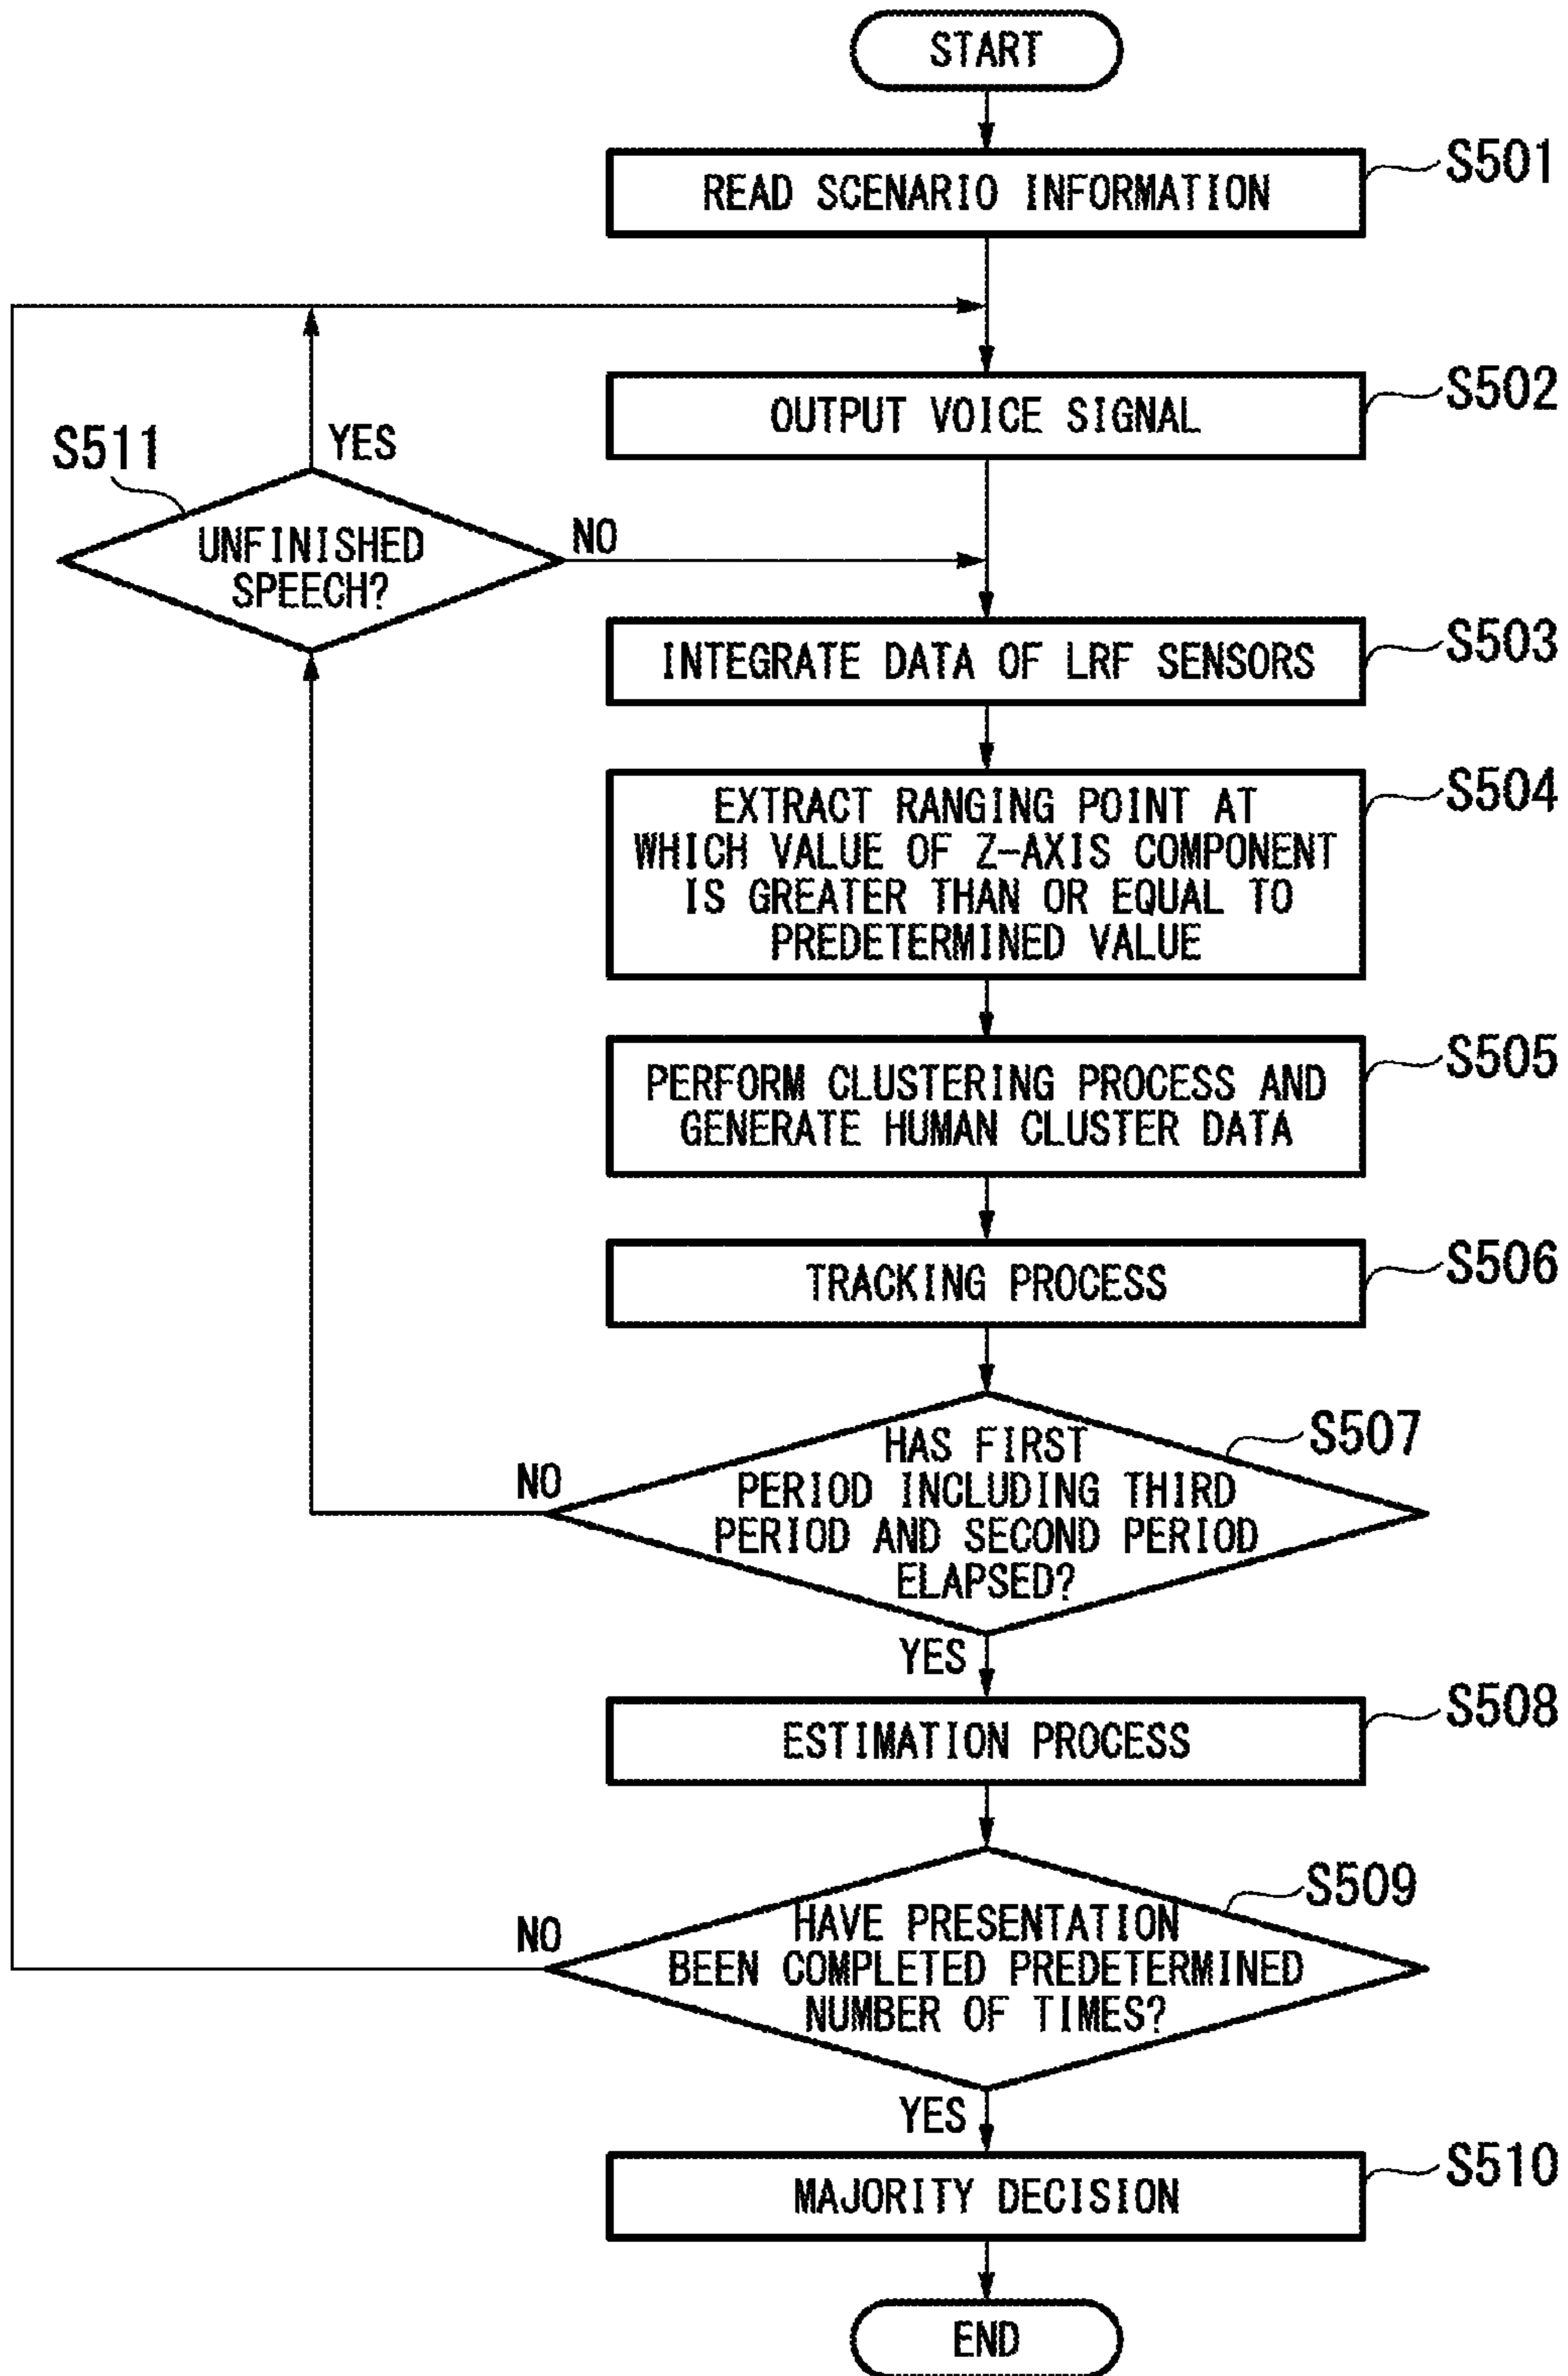 START
READ SCENARIO INFORMATION
S501
OUTPUT VOICE SIGNAL
S502
S511
YES
UNFINISHED
SPEECH?
NO
INTEGRATE DATA OF LRF SENSORS
S503
EXTRACT RANGING POINT AT
WHICH VALUE OF Z-AXIS COMPONENT
IS GREATER THAN OR EQUAL TO
PREDETERMINED VALUE
S504
PERFORM CLUSTERING PROCESS AND
GENERATE HUMAN CLUSTER DATA
S505
TRACKING PROCESS
S506
HAS FIRST
PERIOD INCLUDING THIRD
PERIOD AND SECOND PERIOD
ELAPSED?
S507
NO
YES
ESTIMATION PROCESS
S508
HAVE PRESENTATION
BEEN COMPLETED PREDETERMINED
NUMBER OF TIMES?
S509
NO
YES
MAJORITY DECISION
S510
END